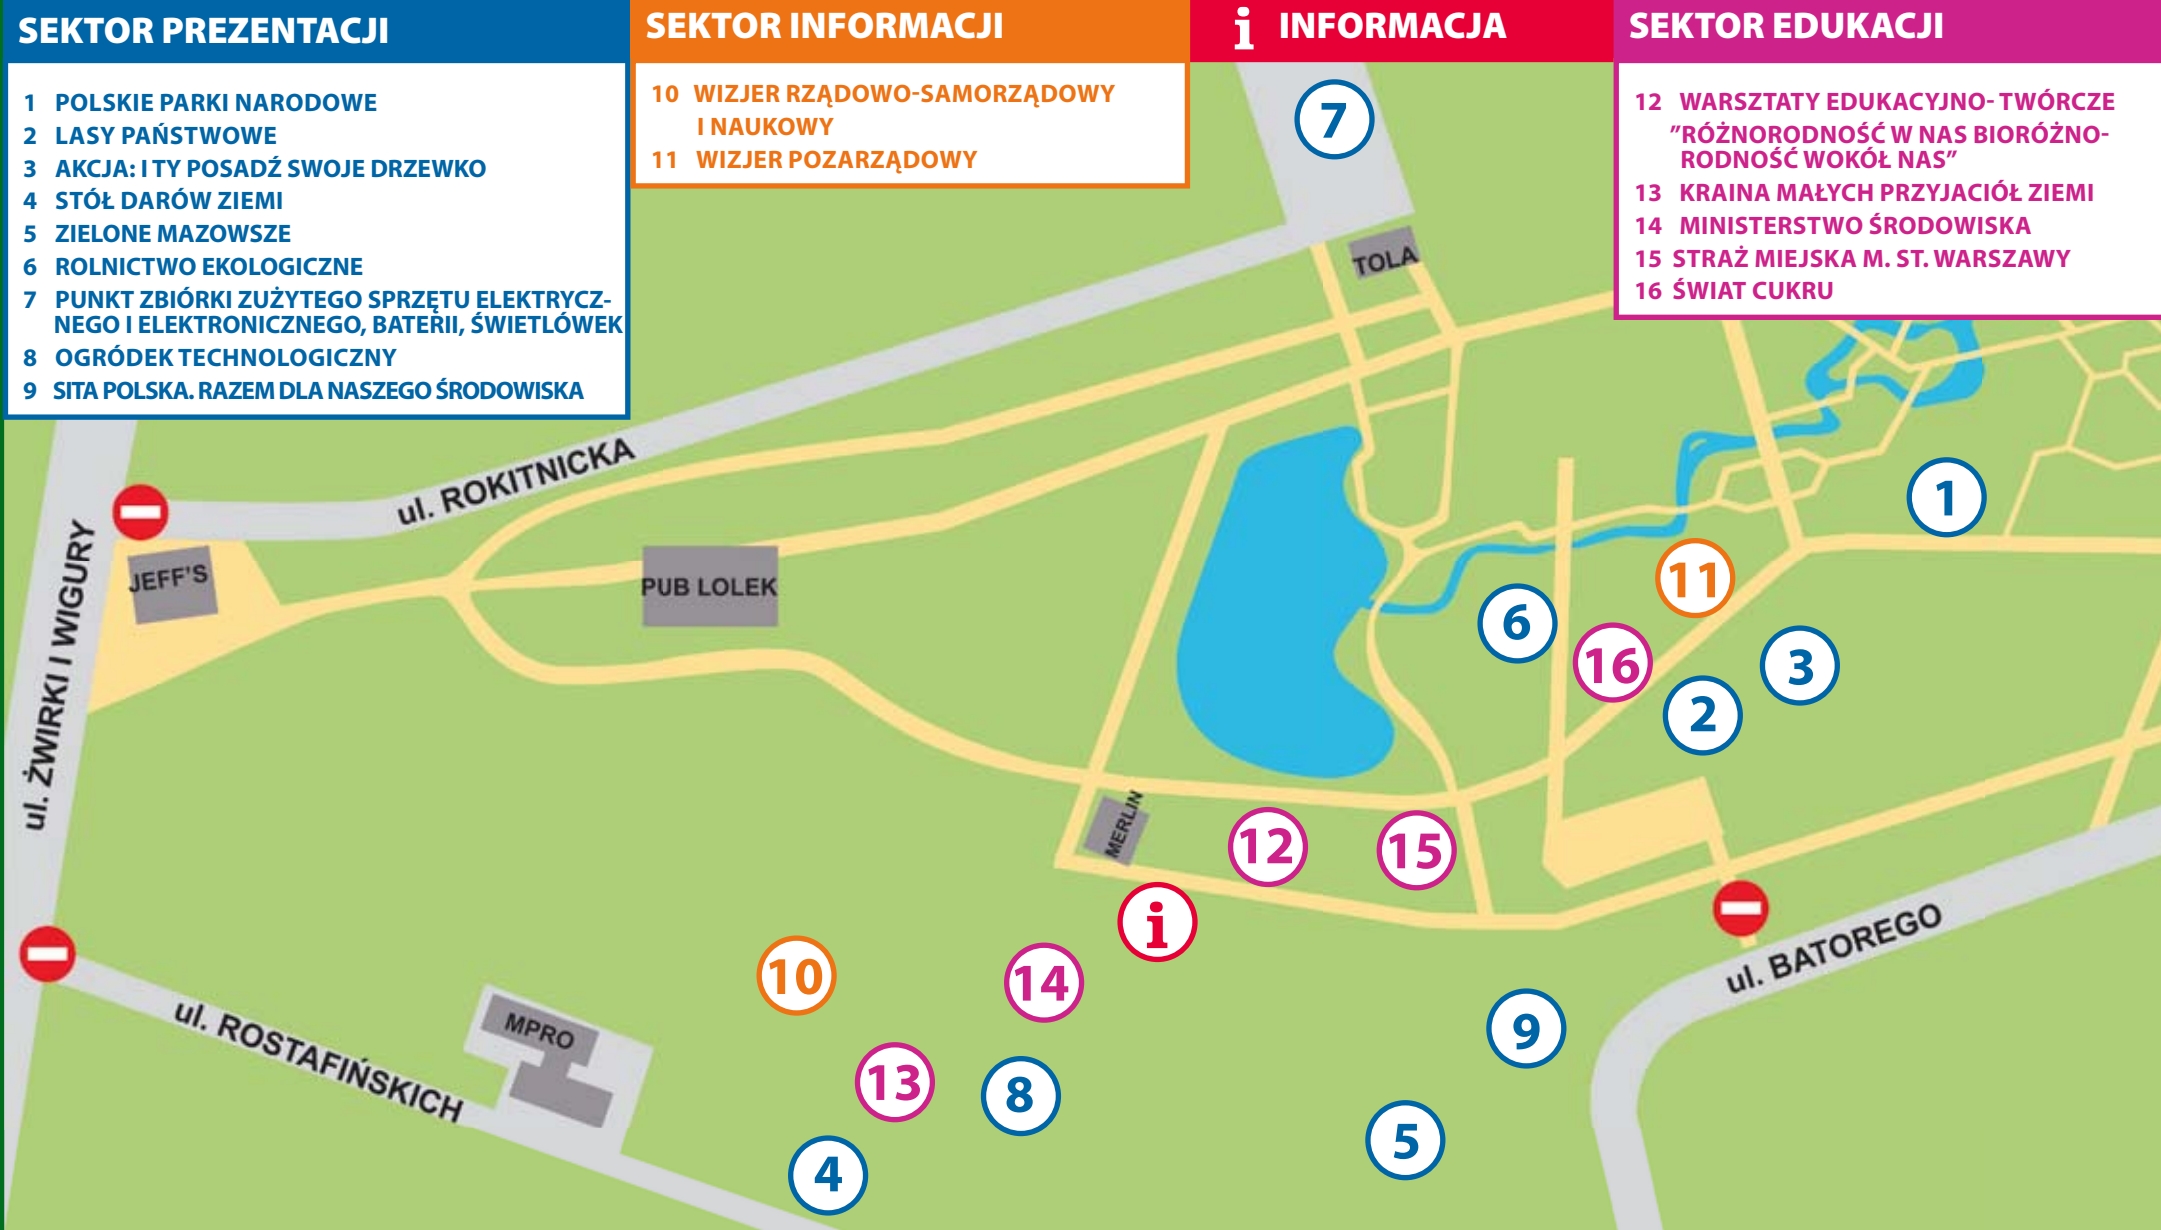 SEKTOR PREZENTACJI
1 POLSKIE PARKI NARODOWE
2 LASY PAŃSTWOWE
3 AKCJA: I TY POSADŹ SWOJE DRZEWKO
4 STÓŁ DARÓW ZIEMI
5 ZIELONE MAZOWSZE
6 ROLNICTWO EKOLOGICZNE
7 PUNKT ZBIÓRKI ZUŻYTEGO SPRZĘTU ELEKTRYCZ-
NEGO I ELEKTRONICZNEGO, BATERII, ŚWIETLÓWEK
8 OGRÓDEK TECHNOLOGICZNY
9 SITA POLSKA. RAZEM DLA NASZEGO ŚRODOWISKA
SEKTOR INFORMACJI
10 WIZJER RZĄDOWO-SAMORZĄDOWY
I NAUKOWY
11 WIZJER POZARZĄDOWY
i INFORMACJA
SEKTOR EDUKACJI
12 WARSZTATY EDUKACYJNO- TWÓRCZE
"RÓŻNORODNOŚĆ W NAS BIORÓŻNO-
RODNOŚĆ WOKÓŁ NAS"
13 KRAINA MAŁYCH PRZYJACIÓŁ ZIEMI
14 MINISTERSTWO ŚRODOWISKA
15 STRAŻ MIEJSKA M. ST. WARSZAWY
16 ŚWIAT CUKRU
7
TOLA
ul. ROKITNICKA
1
JEFF'S
PUB LOLEK
11
6
16
3
2
ul. ŻWIRKI I WIGURY
MERLIN
12
15
i
ul. BATOREGO
10
14
9
ul. ROSTAFIŃSKICH
MPRO
13
8
5
4